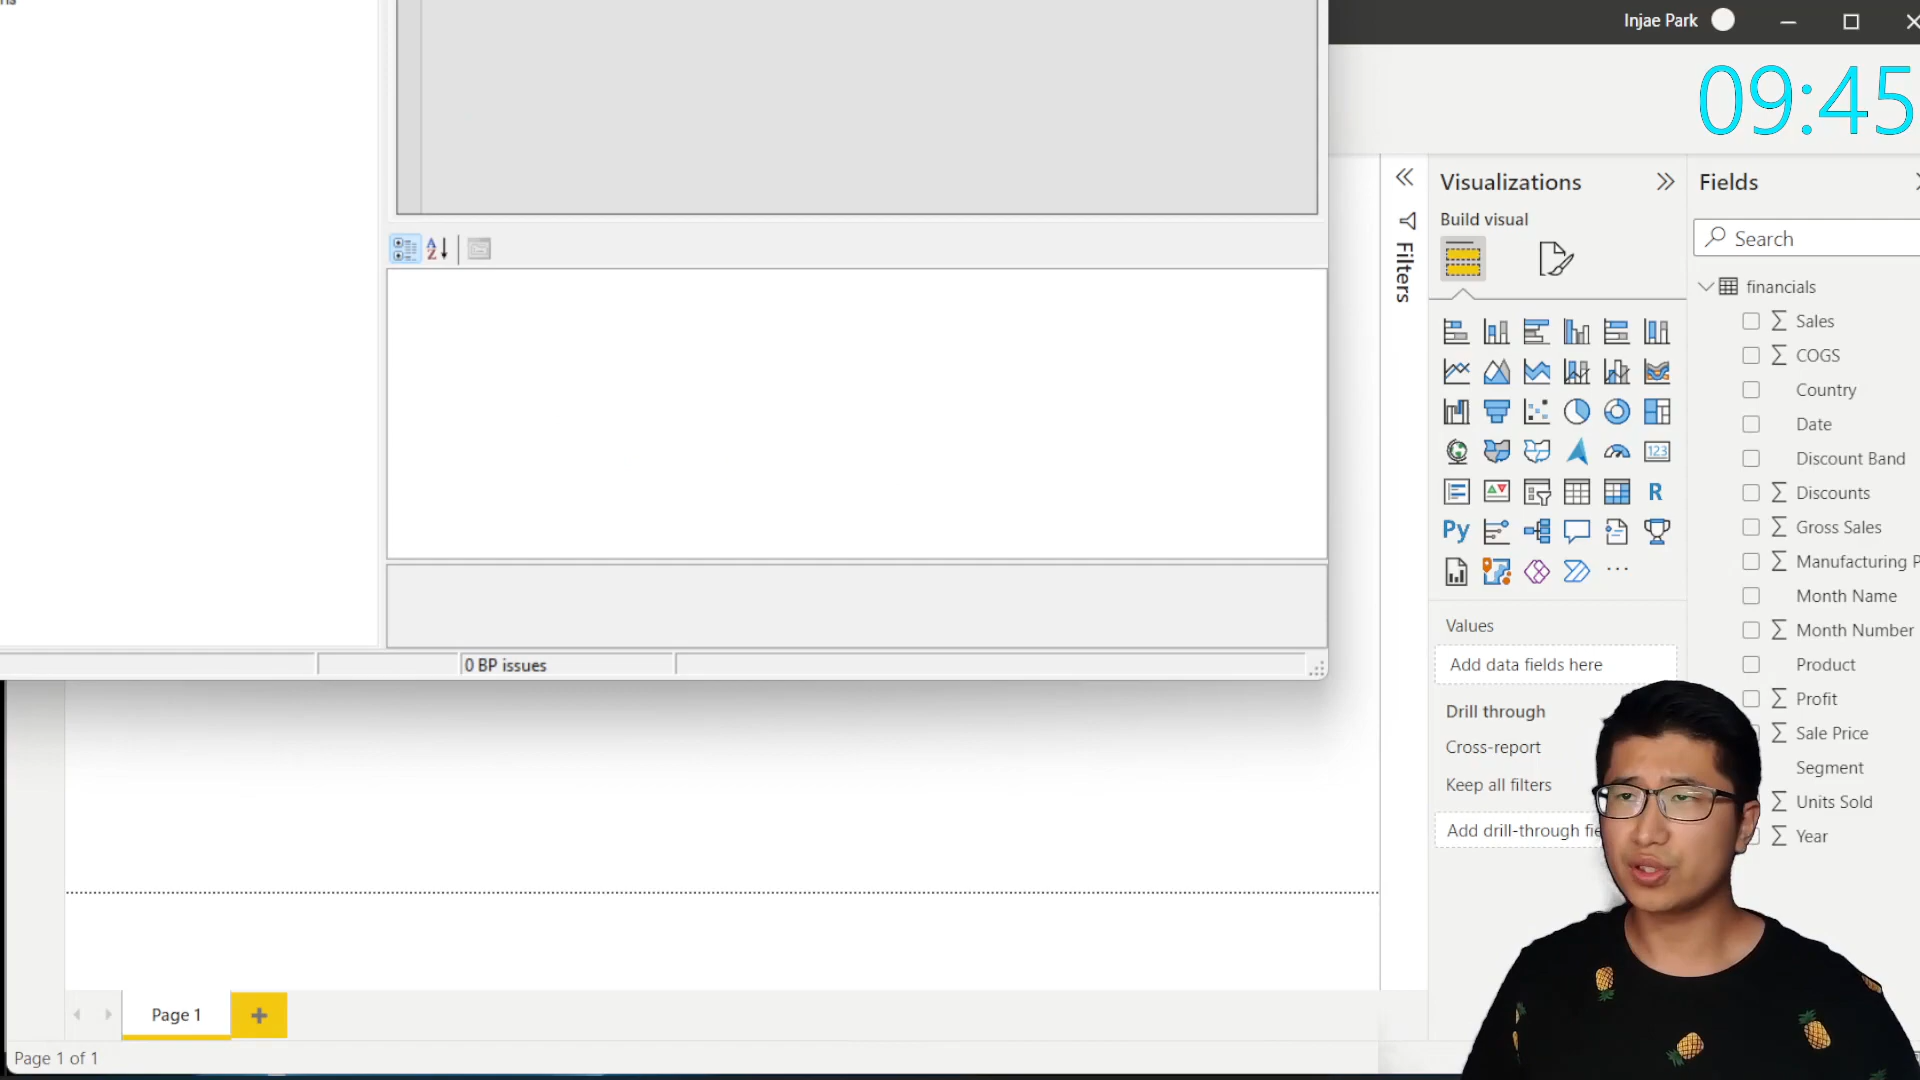 Injae Park
09:45
Visualizations
Fields
Build visual
Search
Filters
financials
Sales
COGS
Country
Date
Discount Band
Discounts
Gross Sales
Manufacturing P
Month Name
Month Number
Product
Profit
Sale Price
Segment
Units Sold
Year
123
R
Py
Values
Add data fields here
Drill through
Cross-report
Keep all filters
Add drill-through fie
0 BP issues
Page 1
Page 1 of 1